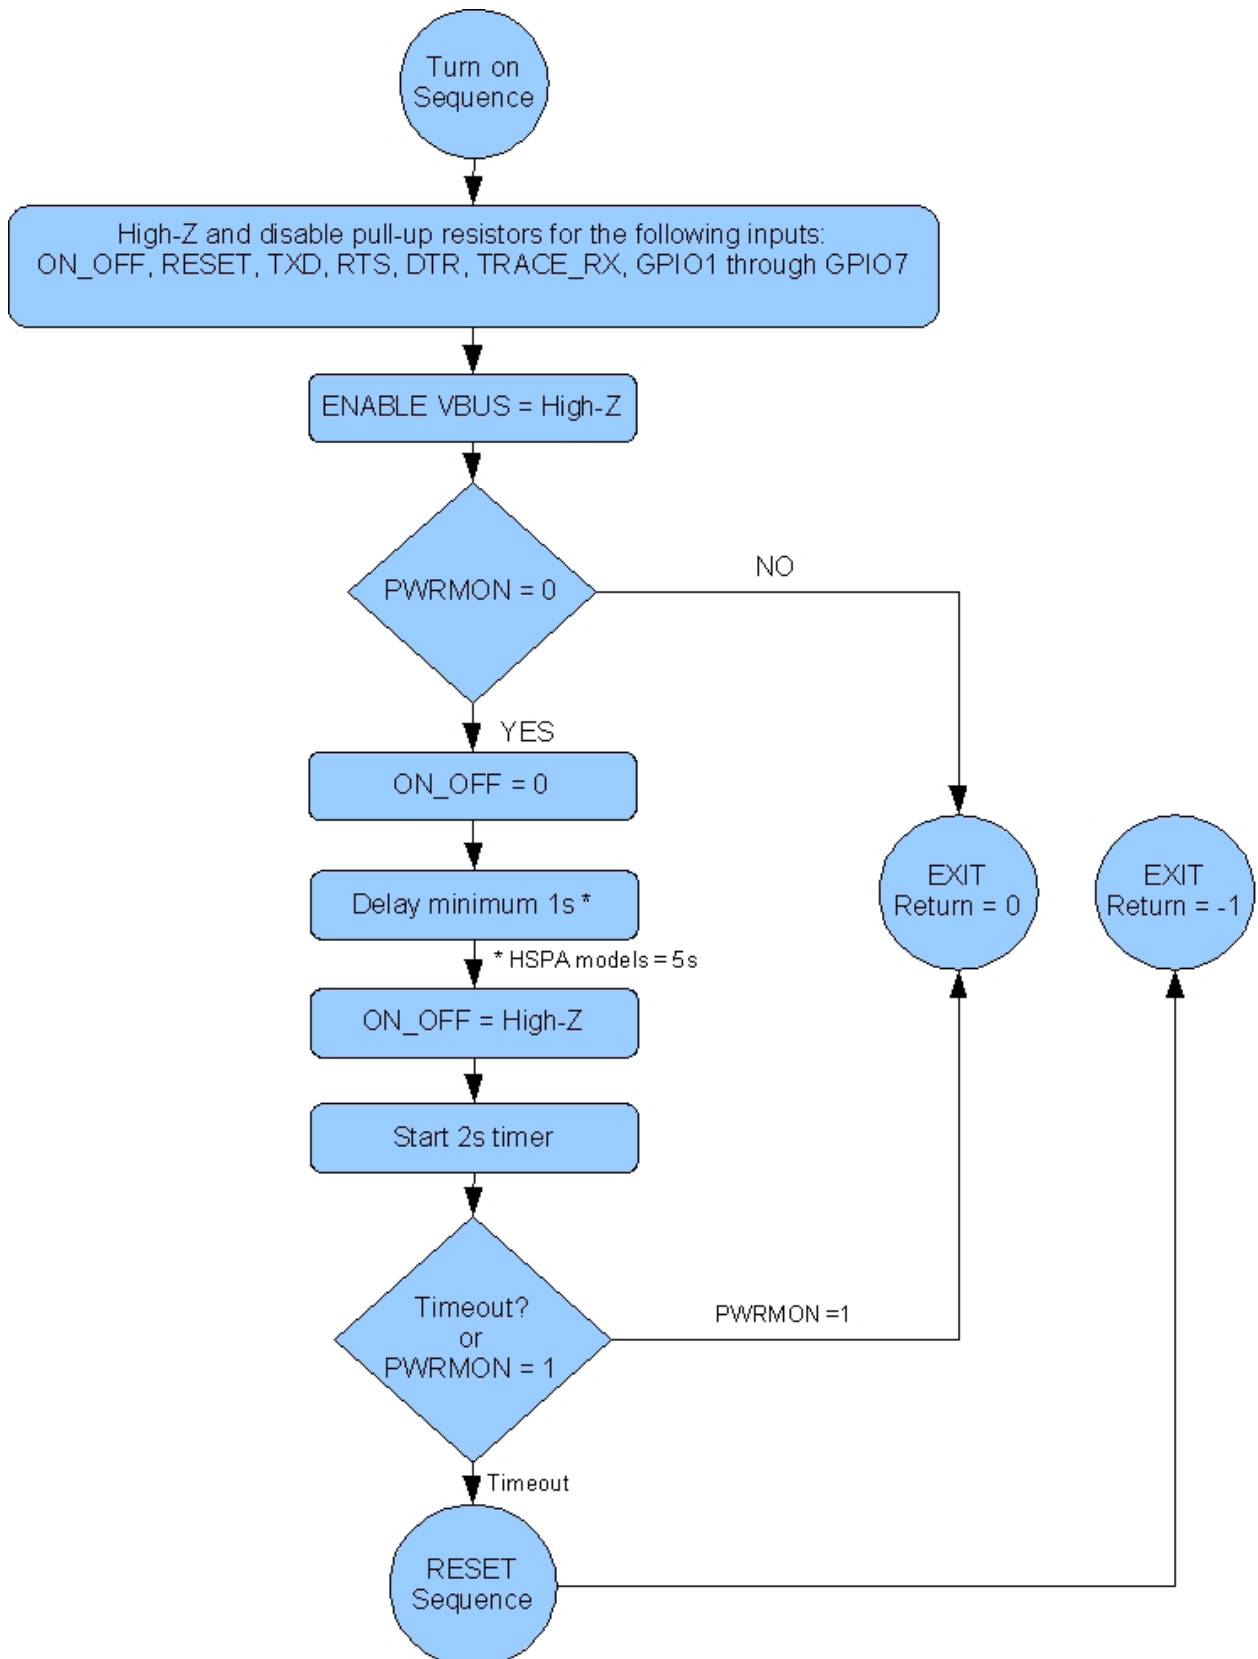 Turn on
Sequence
High-Z and disable pull-up resistors for the following inputs:
ON_OFF, RESET, TXD, RTS, DTR, TRACE_RX, GPIO1 through GPIO7
ENABLE VBUS = High-Z
PWRMON = 0
NO
YES
ON_OFF = 0
Delay minimum 1s *
* HSPA models = 5s
ON_OFF = High-Z
Start 2s timer
EXIT
Return = 0
EXIT
Return = -1
Timeout?
or
PWRMON = 1
PWRMON =1
Timeout
RESET
Sequence